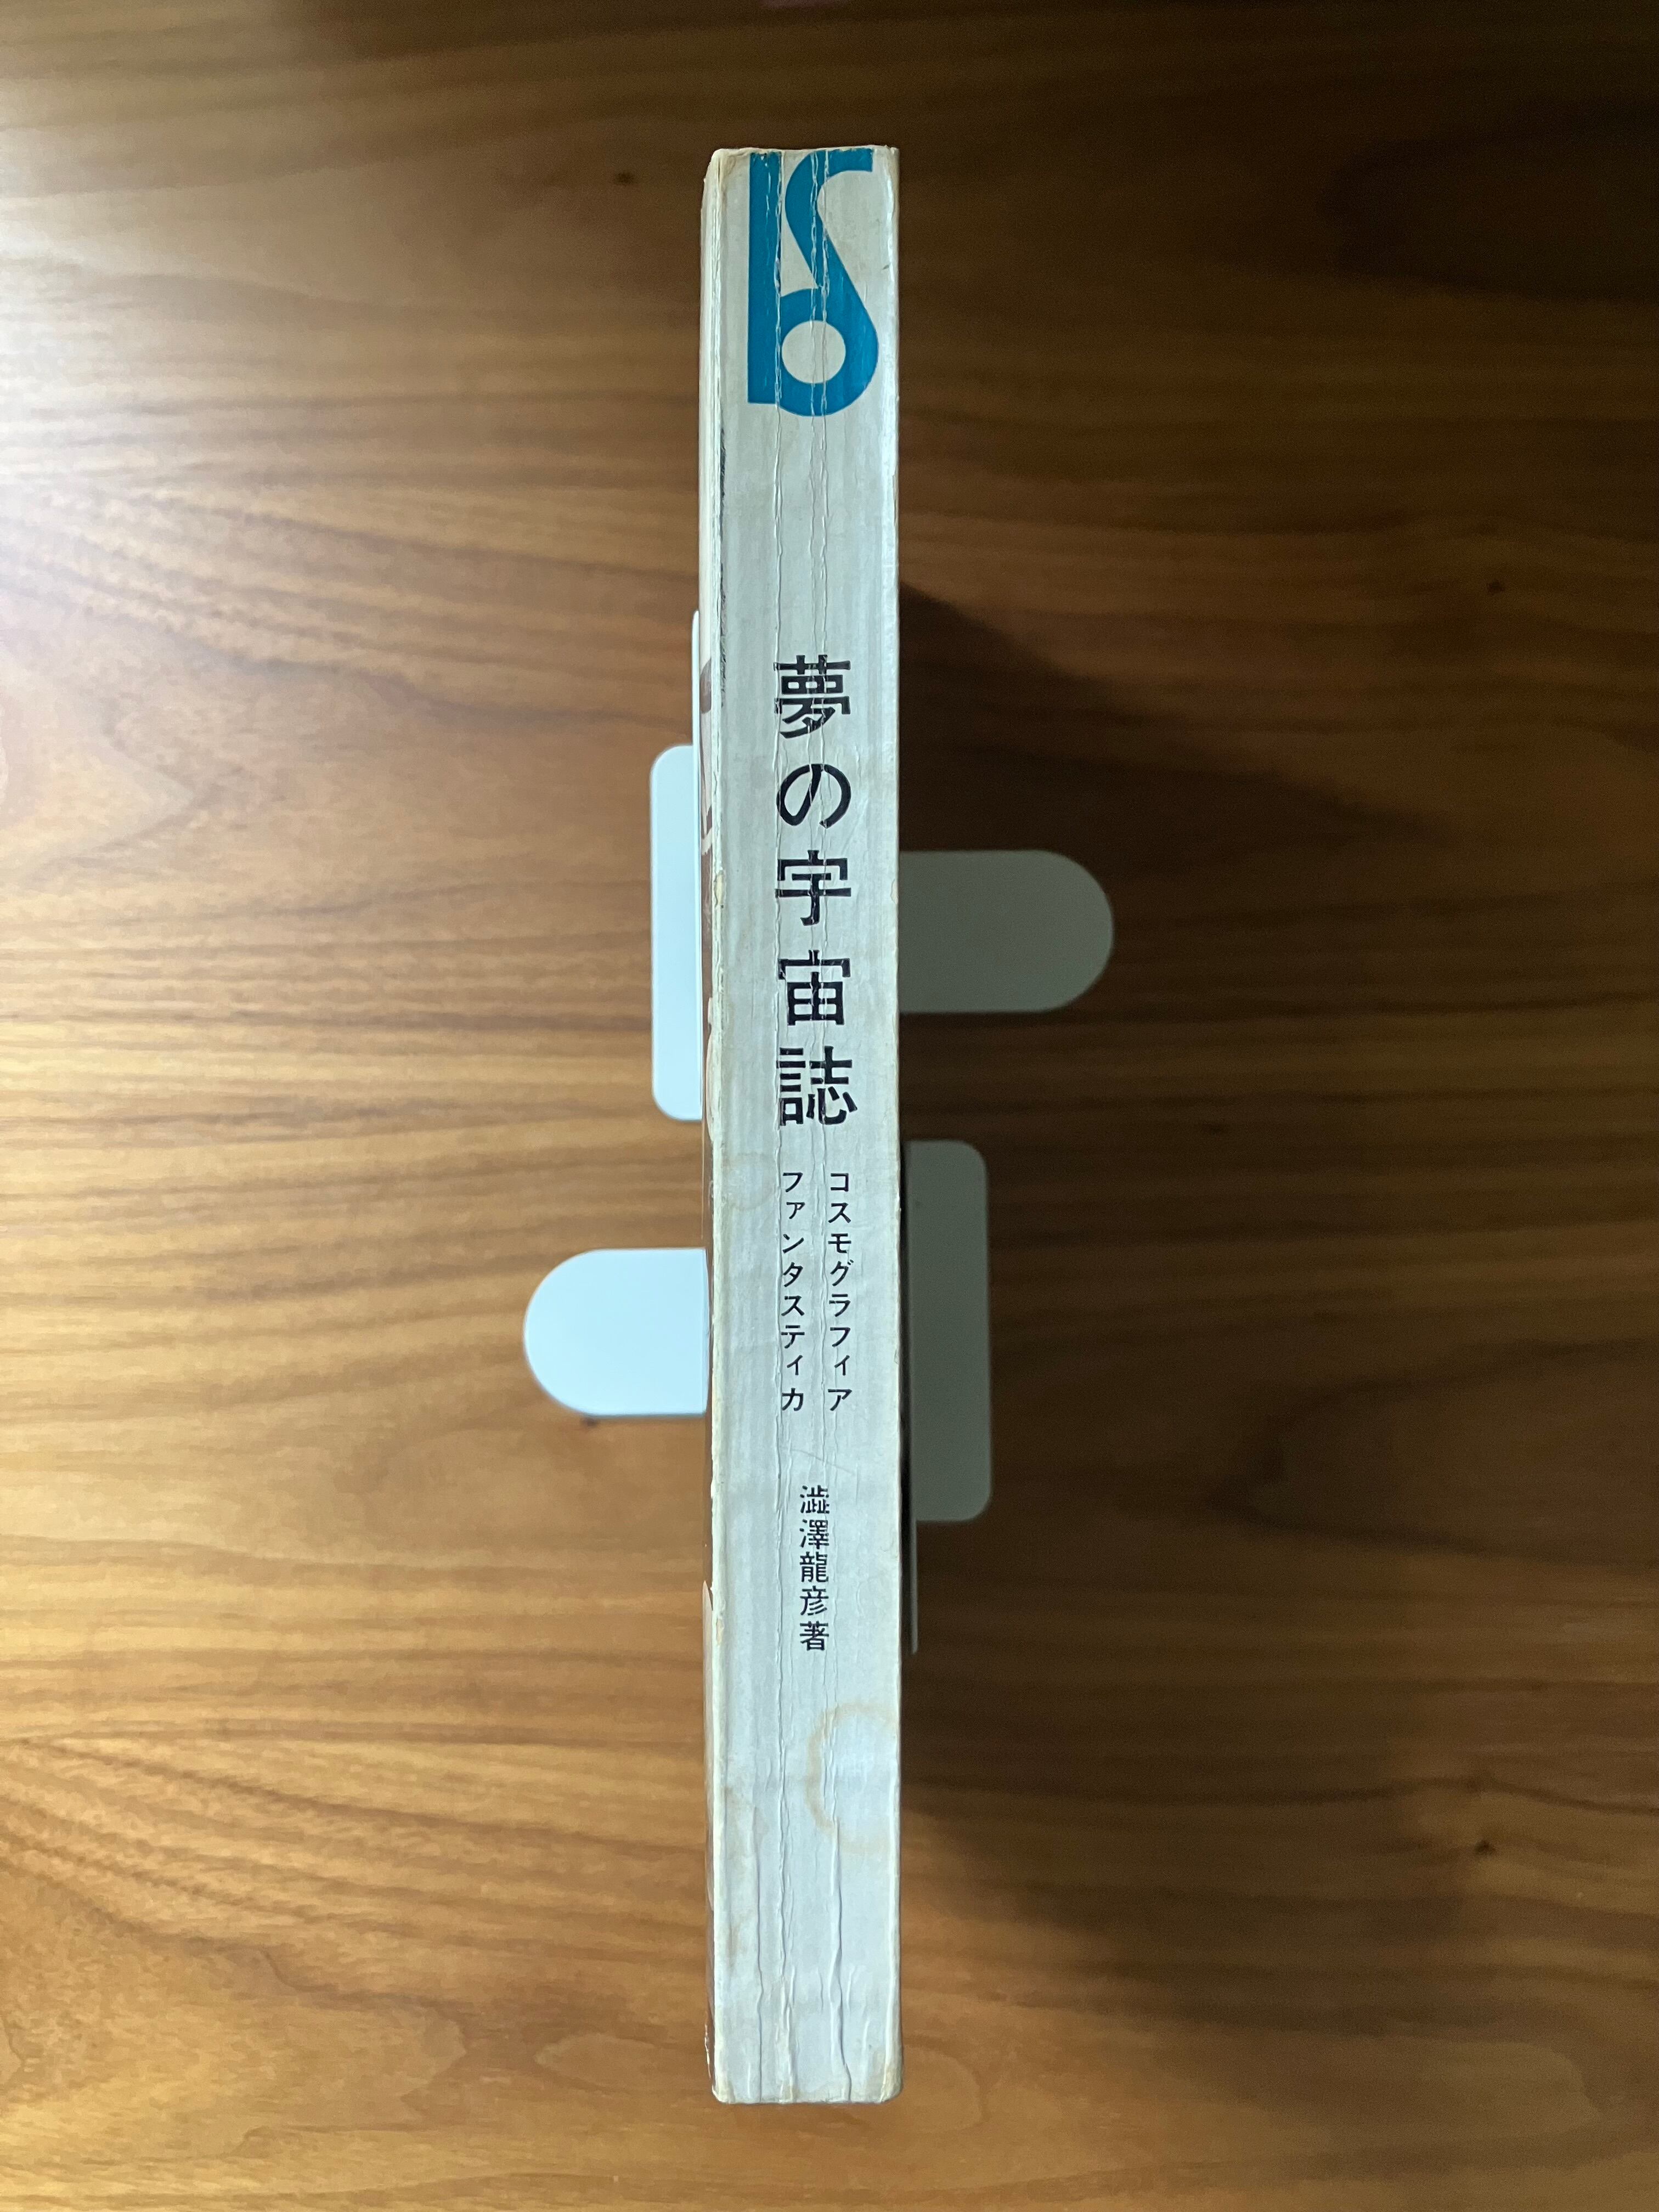 夢の宇宙誌
コスモグラフィア
ファンタスティカ
澁澤龍彦著